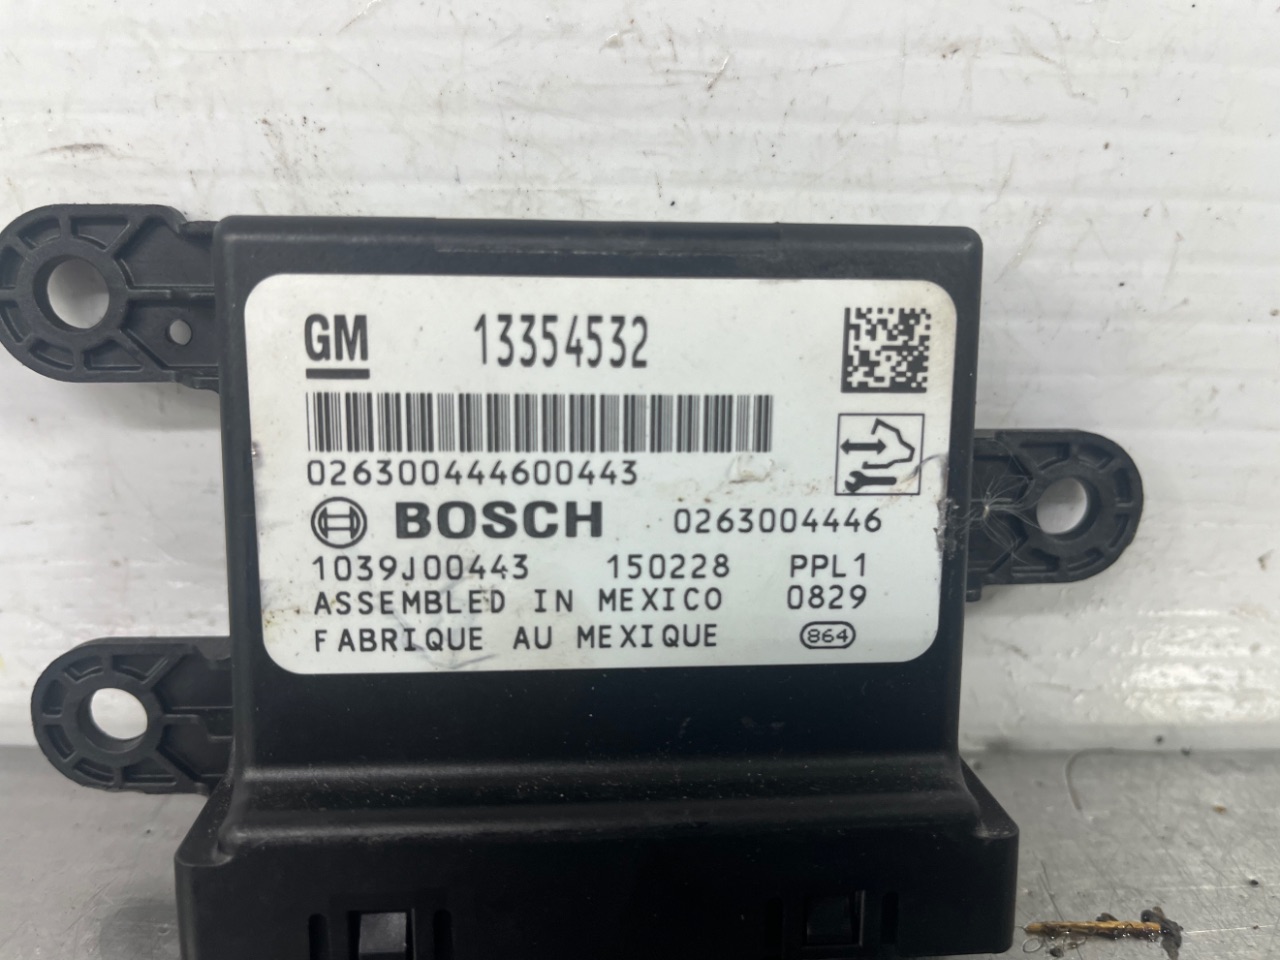 GM 13354532
026300444600443
BOSCH 0263004446
1039J00443 150228 PPL1
ASSEMBLED IN MEXICO 0829
FABRIQUE AU MEXIQUE 864